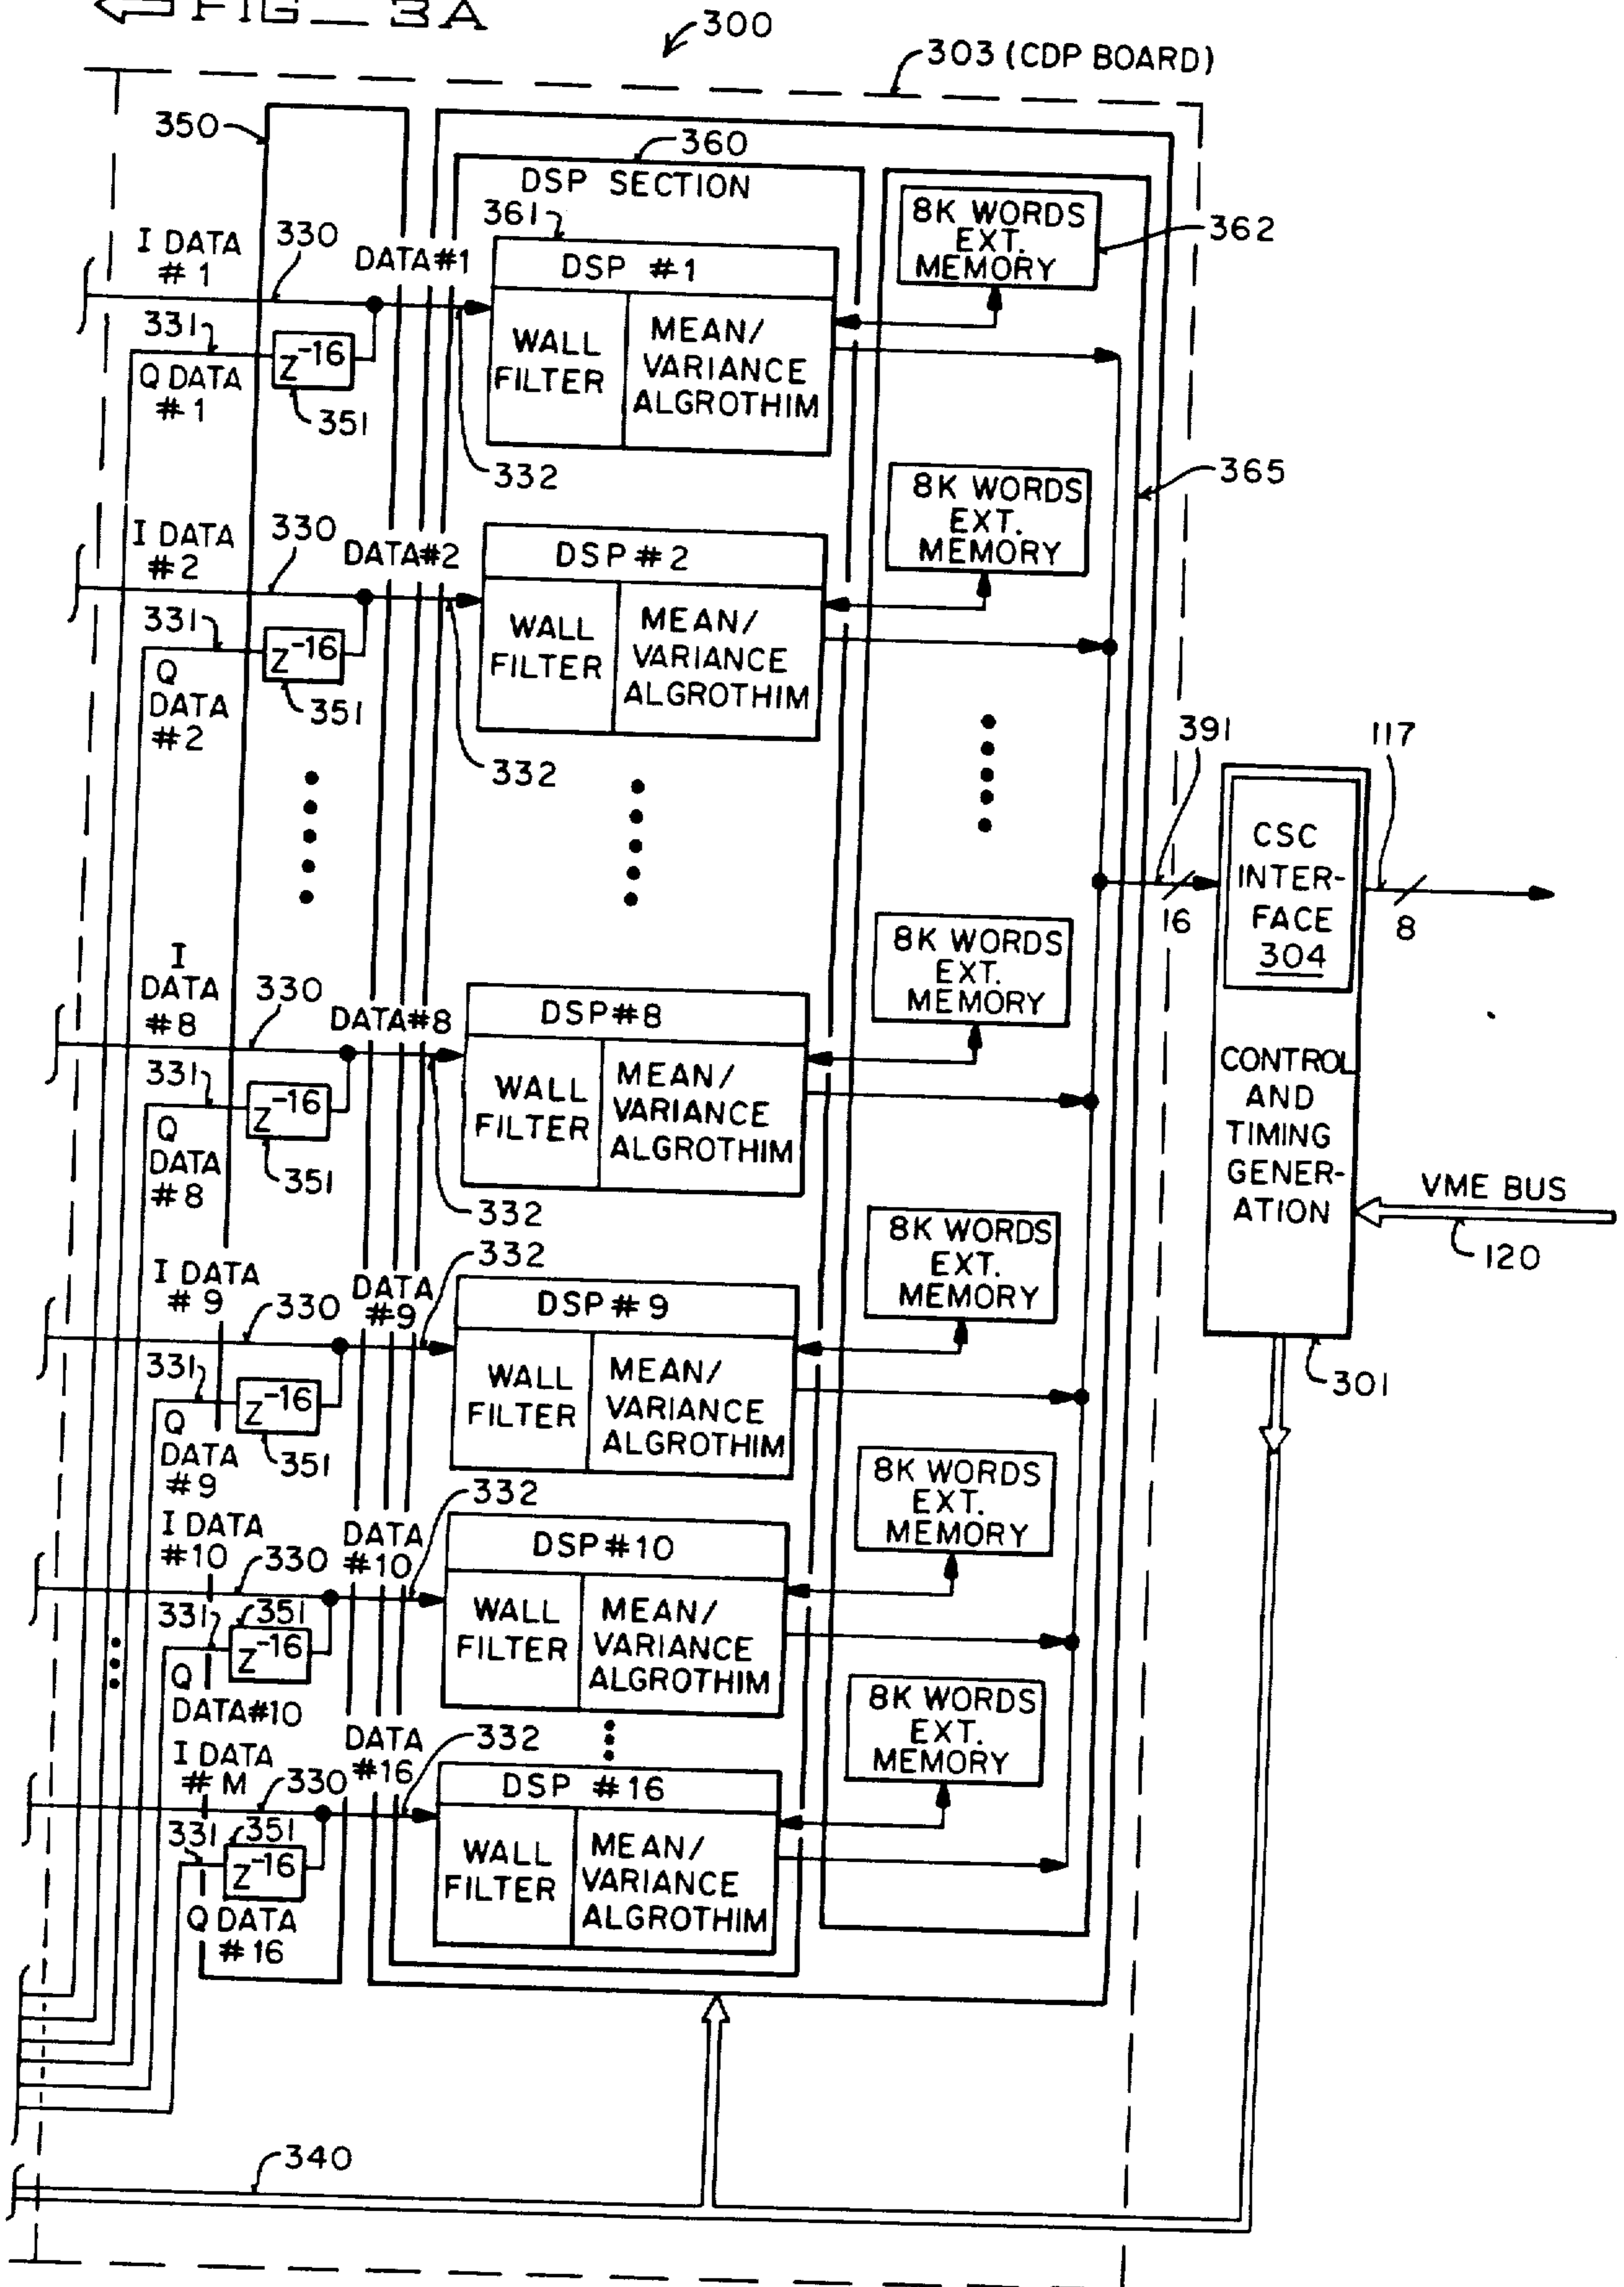 FIG_ 3A
300
303 (CDP BOARD)
350
360
DSP SECTION
361
8K WORDS
EXT.
MEMORY
362
I DATA
#1
330
DATA#1
DSP #1
331
Z-16
Q DATA
#1
351
WALL
FILTER
MEAN/
VARIANCE
ALGROTHIM
332
365
8K WORDS
EXT.
MEMORY
I DATA
#2
330
DATA#2
DSP #2
331
Z-16
Q
DATA
#2
351
WALL
FILTER
MEAN/
VARIANCE
ALGROTHIM
332
391
16
117
8
CSC
INTER-
FACE
304
CONTROL
AND
TIMING
GENER-
ATION
VME BUS
120
301
8K WORDS
EXT.
MEMORY
I
DATA
#8
330
DATA#8
DSP#8
331
Z-16
Q
DATA
#8
351
WALL
FILTER
MEAN/
VARIANCE
ALGROTHIM
332
8K WORDS
EXT.
MEMORY
I DATA
#9
330
DATA
#9
332
DSP#9
331
Z-16
Q
DATA
#9
351
WALL
FILTER
MEAN/
VARIANCE
ALGROTHIM
8K WORDS
EXT.
MEMORY
I DATA
#10
330
DATA
#10
332
DSP#10
331
351
Z-16
Q
DATA#10
WALL
FILTER
MEAN/
VARIANCE
ALGROTHIM
8K WORDS
EXT.
MEMORY
I DATA
#M
330
DATA
#16
332
DSP #16
331
351
Z-16
Q DATA
#16
WALL
FILTER
MEAN/
VARIANCE
ALGROTHIM
340